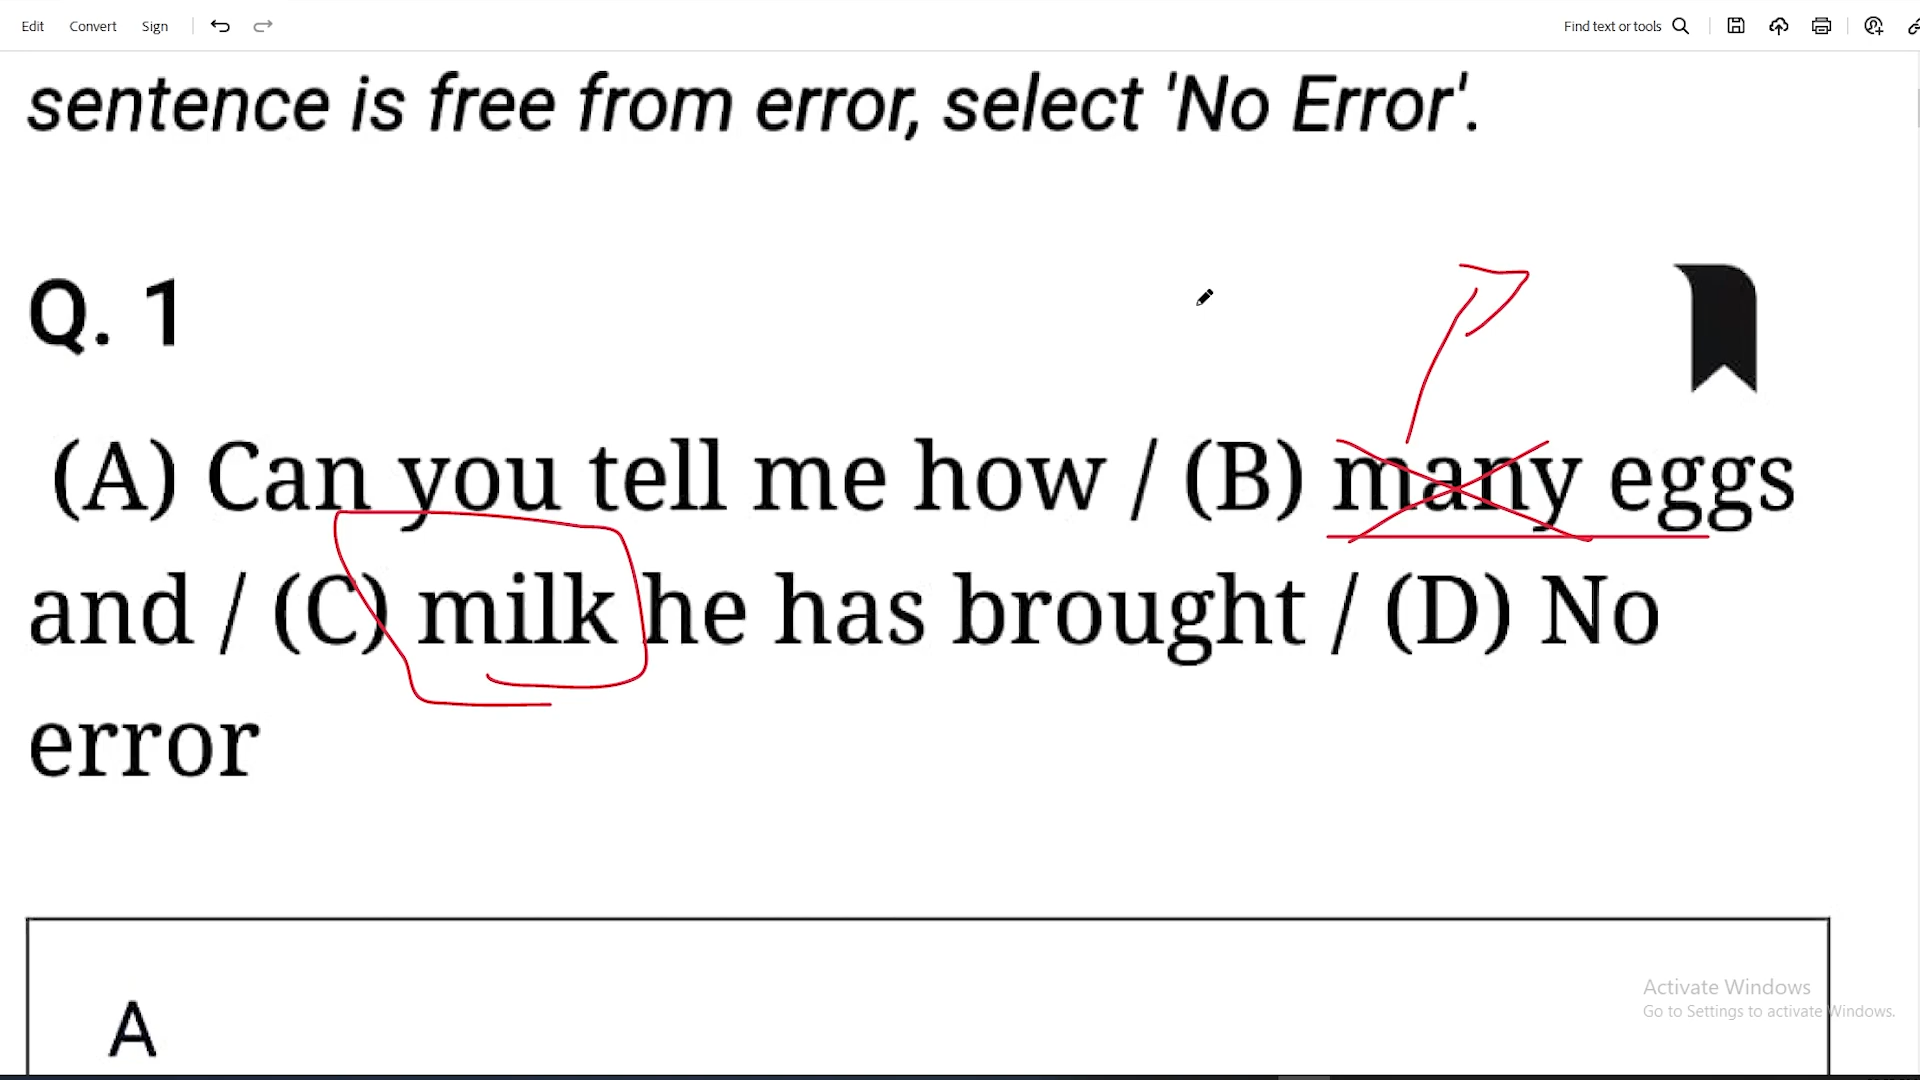 Edit Convert Sign Find text or tools
sentence is free from error, select 'No Error'.
Q. 1
(A) Can you tell me how / (B) many eggs
and / (C) milk he has brought / (D) No
error
A
Activate Windows
Go to Settings to activate Windows.